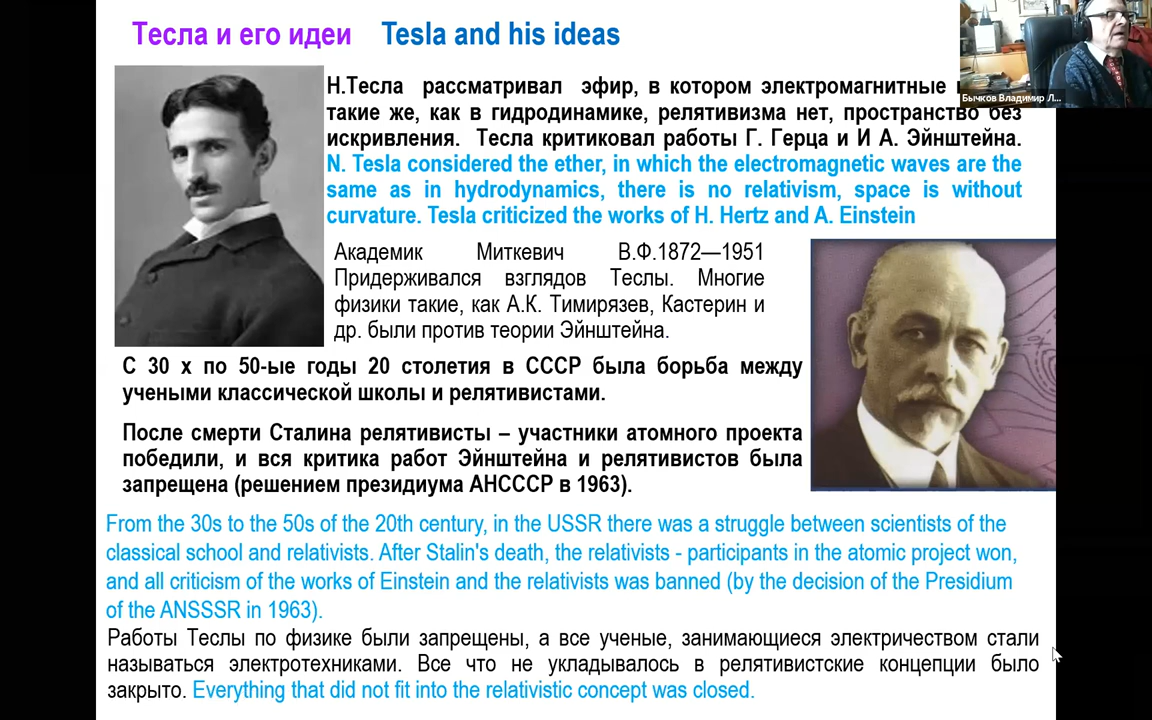 Тесла и его идеи Tesla and his ideas
Бычков Владимир Л...
Н.Тесла рассматривал эфир, в котором электромагнитные
такие же, как в гидродинамике, релятивизма нет, пространство без
искривления. Тесла критиковал работы Г. Герца и И А. Эйнштейна.
N. Tesla considered the ether, in which the electromagnetic waves are the
same as in hydrodynamics, there is no relativism, space is without
curvature. Tesla criticized the works of H. Hertz and A. Einstein
Академик Миткевич В.Ф.1872—1951
Придерживался взглядов Теслы. Многие
физики такие, как А.К. Тимирязев, Кастерин и
др. были против теории Эйнштейна.
С 30 х по 50-ые годы 20 столетия в СССР была борьба между
учеными классической школы и релятивистами.
После смерти Сталина релятивисты – участники атомного проекта
победили, и вся критика работ Эйнштейна и релятивистов была
запрещена (решением президиума АНСССР в 1963).
From the 30s to the 50s of the 20th century, in the USSR there was a struggle between scientists of the
classical school and relativists. After Stalin's death, the relativists - participants in the atomic project won,
and all criticism of the works of Einstein and the relativists was banned (by the decision of the Presidium
of the ANSSSR in 1963).
Работы Теслы по физике были запрещены, а все ученые, занимающиеся электричеством стали
называться электротехниками. Все что не укладывалось в релятивистские концепции было
закрыто. Everything that did not fit into the relativistic concept was closed.